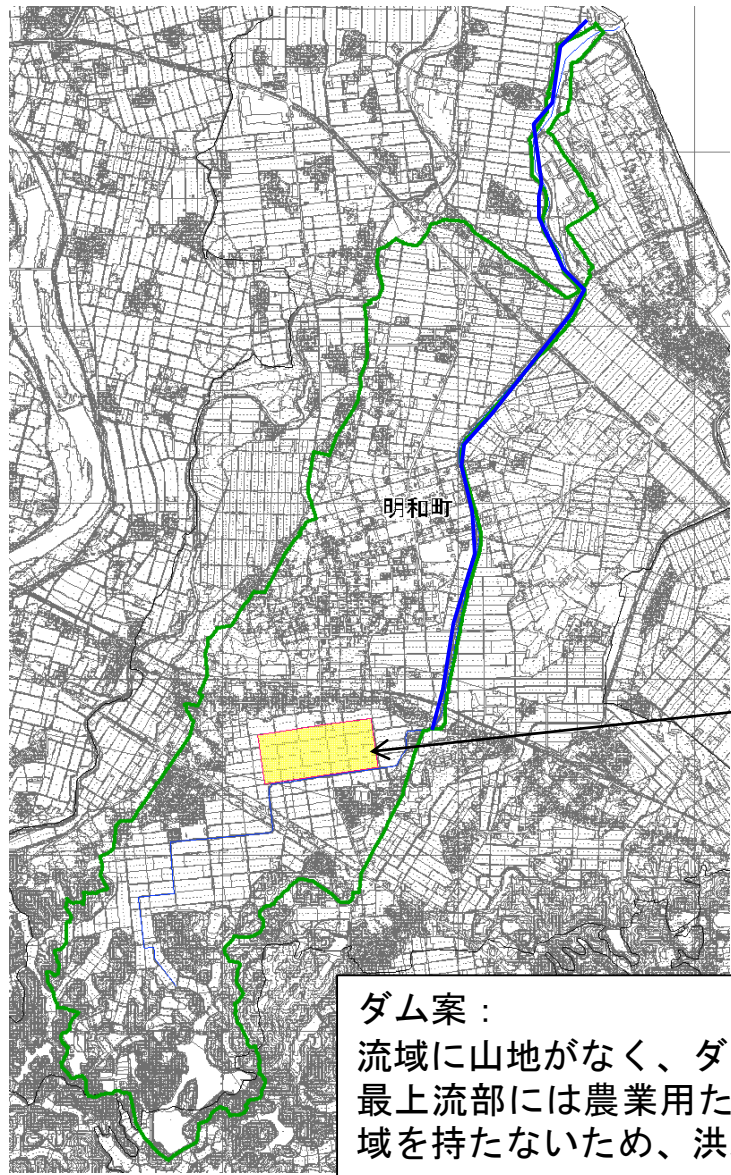 明和町
ダム案：
流域に山地がなく、ダ
最上流部には農業用た
域を持たないため、洪